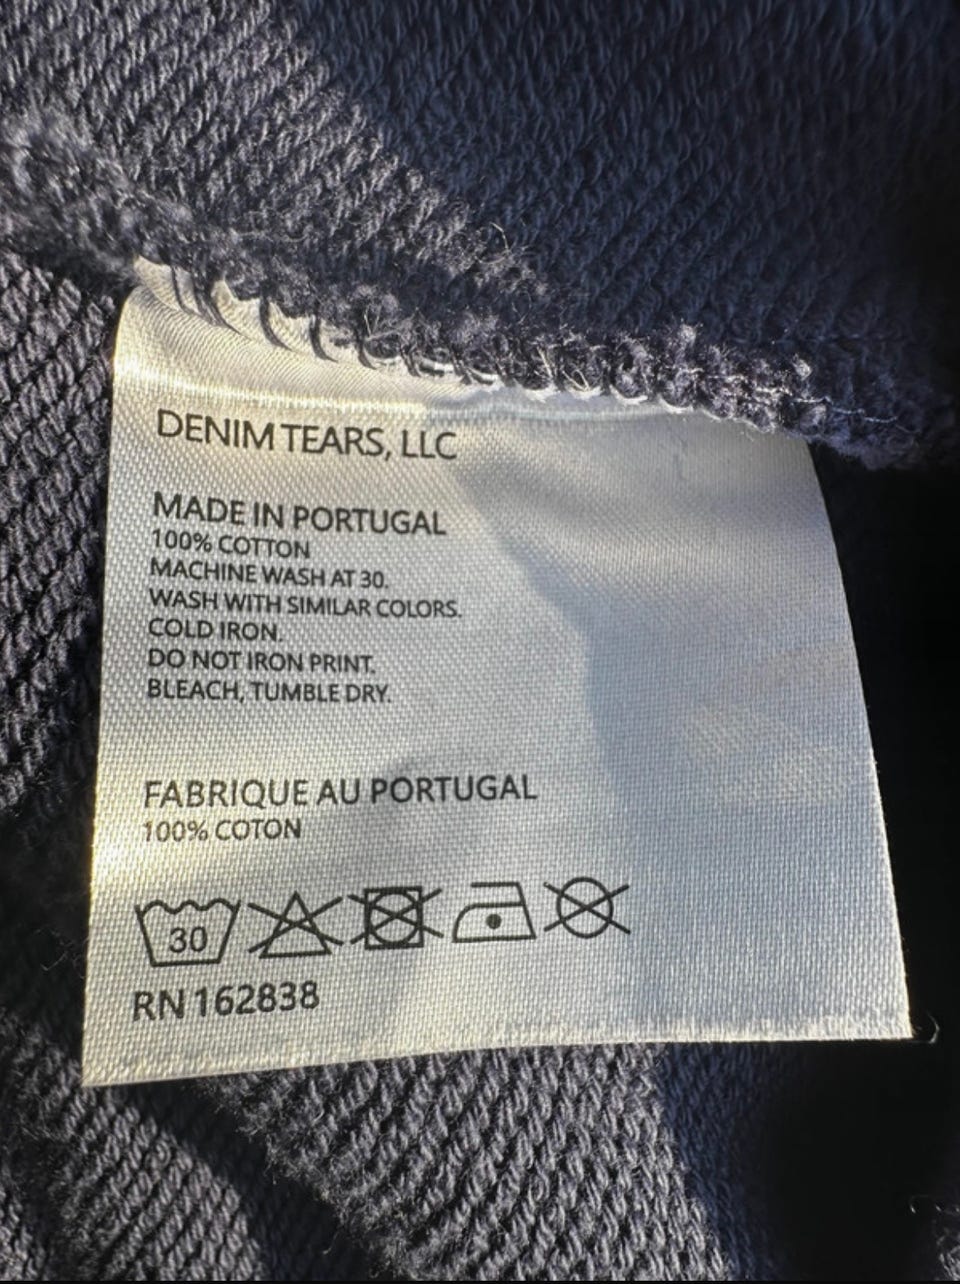 DENIM TEARS, LLC
MADE IN PORTUGAL
100% COTTON
MACHINE WASH AT 30.
WASH WITH SIMILAR COLORS.
COLD IRON.
DO NOT IRON PRINT.
BLEACH, TUMBLE DRY.
FABRIQUE AU PORTUGAL
100% COTON
30
RN 162838